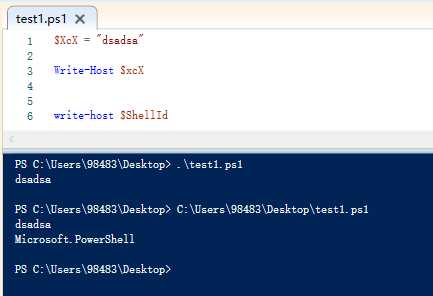 test1.ps1
1 $XcX = "dsadsa"
2
3 Write-Host $xcX
4
5
6 write-host $ShellId
PS C:\Users\98483\Desktop> .\test1.ps1
dsadsa
PS C:\Users\98483\Desktop> C:\Users\98483\Desktop\test1.ps1
dsadsa
Microsoft.PowerShell
PS C:\Users\98483\Desktop>